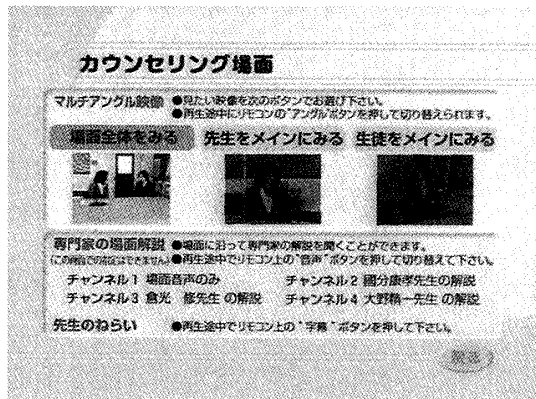 カウンセリング場面
マルチアングル映像 ●見たい映像を次のボタンでお選び下さい。
●再生途中にリモコンの"アングル"ボタンを押して切り替えられます。
場面全体をみる 先生をメインにみる 生徒をメインにみる
専門家の場面解説 ●場面に沿って専門家の解説を聞くことができます。
(この画面での設定はできません) ●再生途中でリモコン上の"音声"ボタンを押して切り替えて下さい。
チャンネル1 場面音声のみ チャンネル2 國分康孝先生の解説
チャンネル3 倉光 修先生 の解説 チャンネル4 大野精一先生 の解説
先生のねらい ●再生途中でリモコン上の"字幕"ボタンを押して下さい。